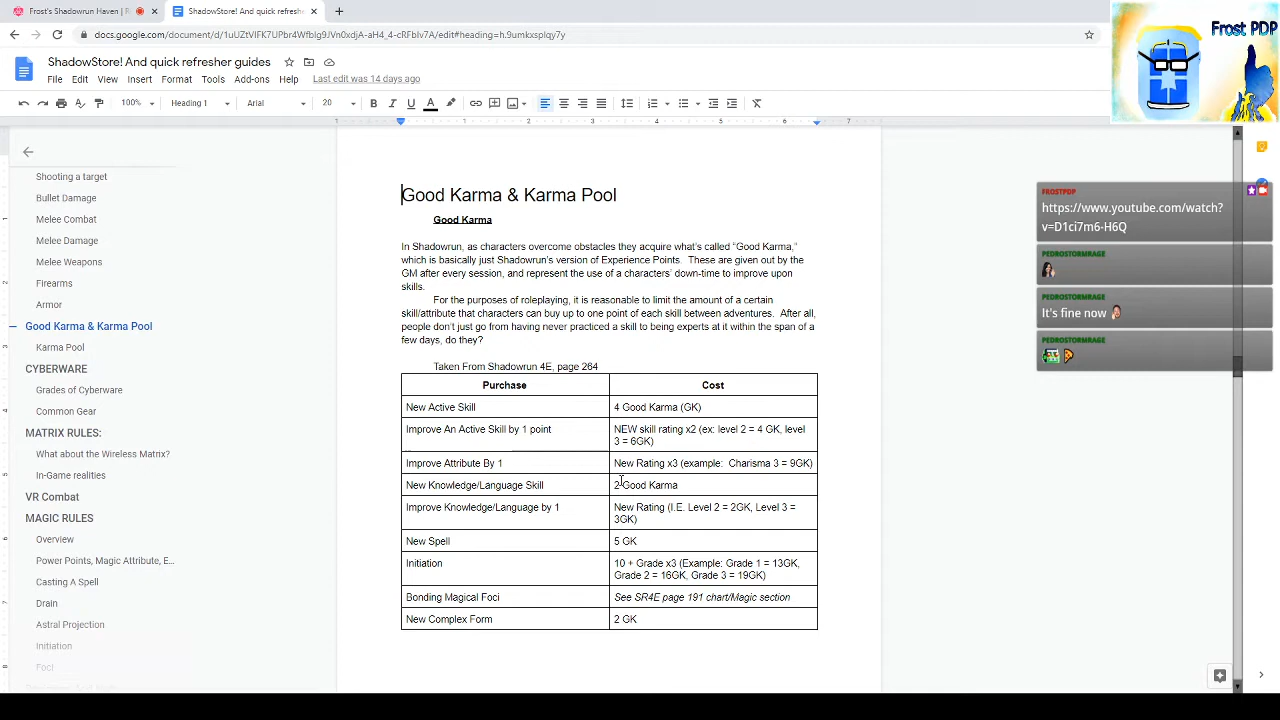 Frost's Shadowrun Haven | R
ShadowStore! And quick refreshe
docs.google.com/document/d/1uUZtVIFK7UPbr4Wfblg9JVn0xdjA-aH4_4-cRFbIv7A/edit#heading=h.9umkosmlqy7y
Frost PDP
ShadowStore! And quick refresher guides
File Edit View Insert Format Tools Add-ons Help Last edit was 14 days ago
100% Heading 1 Arial 20 B I U A
1 1 2 3 4 5 6 7
Shooting a target
Bullet Damage
Melee Combat
Melee Damage
Melee Weapons
Firearms
Armor
Good Karma & Karma Pool
Karma Pool
CYBERWARE
Grades of Cyberware
Common Gear
MATRIX RULES:
What about the Wireless Matrix?
In-Game realities
VR Combat
MAGIC RULES
Overview
Power Points, Magic Attribute, E...
Casting A Spell
Drain
Astral Projection
Initiation
Foci
Good Karma & Karma Pool
Good Karma
In Shadowrun, as characters overcome obstacles they acquire what's called "Good Karma,"
which is basically just Shadowrun's version of Experience Points. These are given out by the
GM after every session, and represent the use of a characters' down-time to improve upon
skills.
For the purposes of roleplaying, it is reasonable to limit the amount of a certain
skill/attribute that characters can buy up to one point of each skill between adventures. After all,
people don't just go from having never practiced a skill to being experts at it within the span of a
few days, do they?
Taken From Shadowrun 4E, page 264
Purchase Cost
New Active Skill 4 Good Karma (GK)
Improve An Active Skill by 1 point NEW skill rating x2 (ex: level 2 = 4 GK, level
3 = 6GK)
Improve Attribute By 1 New Rating x3 (example: Charisma 3 = 9GK)
New Knowledge/Language Skill 2 Good Karma
Improve Knowledge/Language by 1 New Rating (I.E. Level 2 = 2GK, Level 3 =
3GK)
New Spell 5 GK
Initiation 10 + Grade x3 (Example: Grade 1 = 13GK,
Grade 2 = 16GK, Grade 3 = 19GK)
Bonding Magical Foci See SR4E page 191 chart/Magic section
New Complex Form 2 GK
FROSTPDP
https://www.youtube.com/watch?
v=D1ci7m6-H6Q
PEDROSTORMRAGE
PEDROSTORMRAGE
It's fine now
PEDROSTORMRAGE